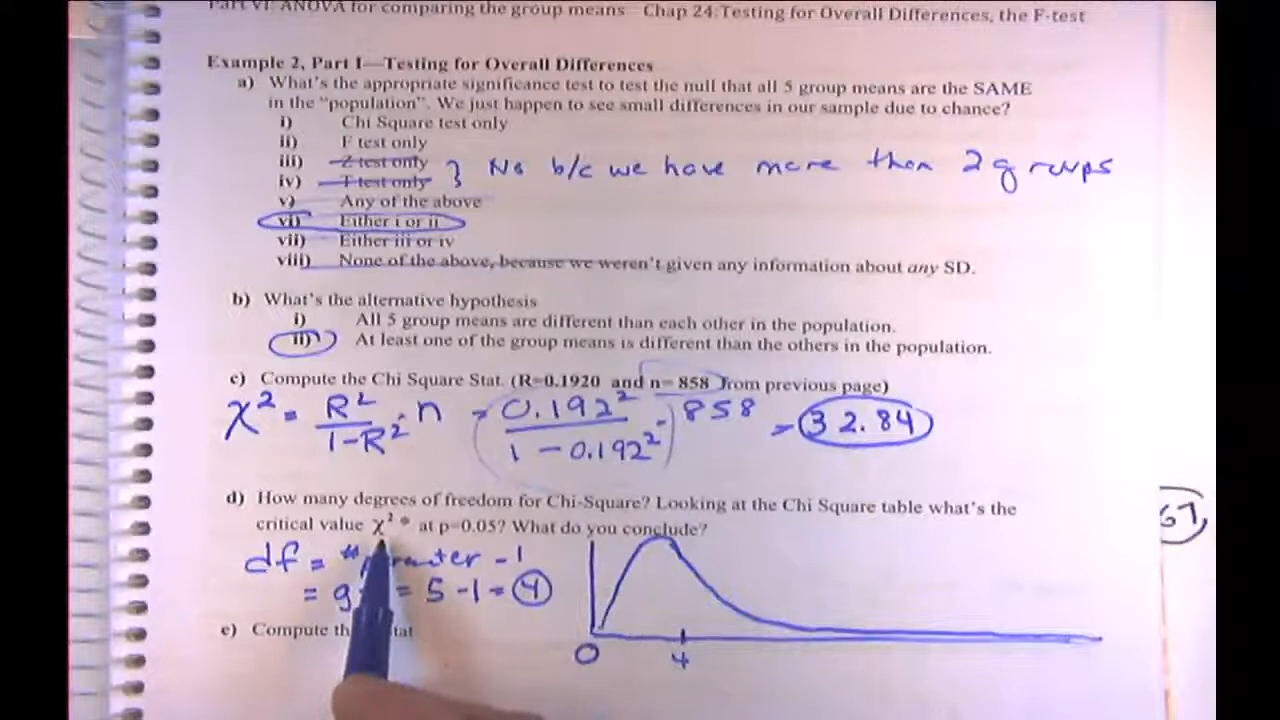 Part VI: ANOVA for comparing the group means Chap 24: Testing for Overall Differences, the F-test
Example 2, Part I—Testing for Overall Differences
a) What's the appropriate significance test to test the null that all 5 group means are the SAME
in the "population". We just happen to see small differences in our sample due to chance?
i) Chi Square test only
ii) F test only
iii) Z test only
iv) T test only
} No b/c we have more than 2 groups
v) Any of the above
vi) Either i or ii
vii) Either iii or iv
viii) None of the above, because we weren't given any information about any SD.
b) What's the alternative hypothesis
i) All 5 group means are different than each other in the population.
ii) At least one of the group means is different than the others in the population.
c) Compute the Chi Square Stat. (R=0.1920 and n= 858 from previous page)
χ² = R²/(1-R²) · n = (0.192²/(1 - 0.192²)) · 858 = 32.84
d) How many degrees of freedom for Chi-Square? Looking at the Chi Square table what's the
critical value χ²* at p=0.05? What do you conclude?
df = # -1
= g = 5 -1 = 4
e) Compute
0 4